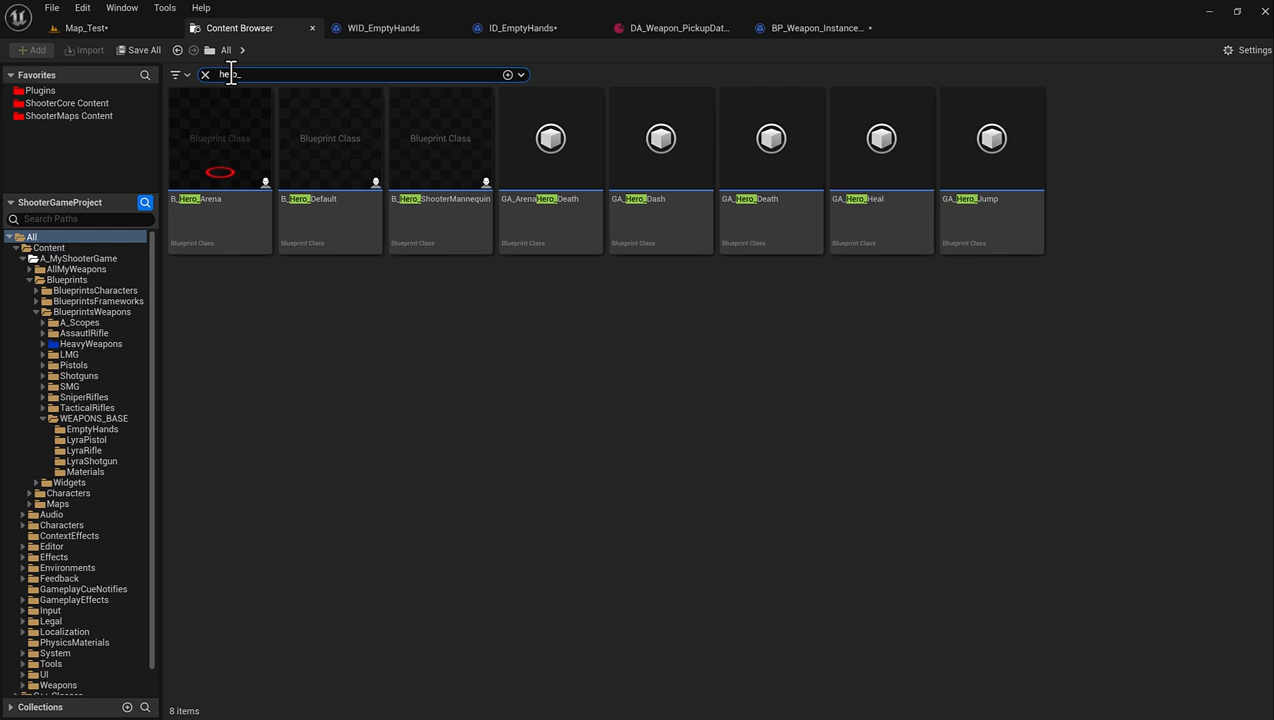 File Edit Window Tools Help
Map_Test* Content Browser WID_EmptyHands ID_EmptyHands* DA_Weapon_PickupDat... BP_Weapon_Instance... *
Add Import Save All All Settings
Favorites
Plugins
ShooterCore Content
ShooterMaps Content
ShooterGameProject
Search Paths
All
Content
A_MyShooterGame
AllMyWeapons
Blueprints
BlueprintsCharacters
BlueprintsFrameworks
BlueprintsWeapons
A_Scopes
AssautlRifle
HeavyWeapons
LMG
Pistols
Shotguns
SMG
SniperRifles
TacticalRifles
WEAPONS_BASE
EmptyHands
LyraPistol
LyraRifle
LyraShotgun
Materials
Widgets
Characters
Maps
Audio
Characters
ContextEffects
Editor
Effects
Environments
Feedback
GameplayCueNotifies
GameplayEffects
Input
Legal
Localization
PhysicsMaterials
System
Tools
UI
Weapons
Collections
hero_
Blueprint Class Blueprint Class Blueprint Class
B_Hero_Arena B_Hero_Default B_Hero_ShooterMannequin GA_ArenaHero_Death GA_Hero_Dash GA_Hero_Death GA_Hero_Heal GA_Hero_Jump
Blueprint Class Blueprint Class Blueprint Class Blueprint Class Blueprint Class Blueprint Class Blueprint Class Blueprint Class
8 items